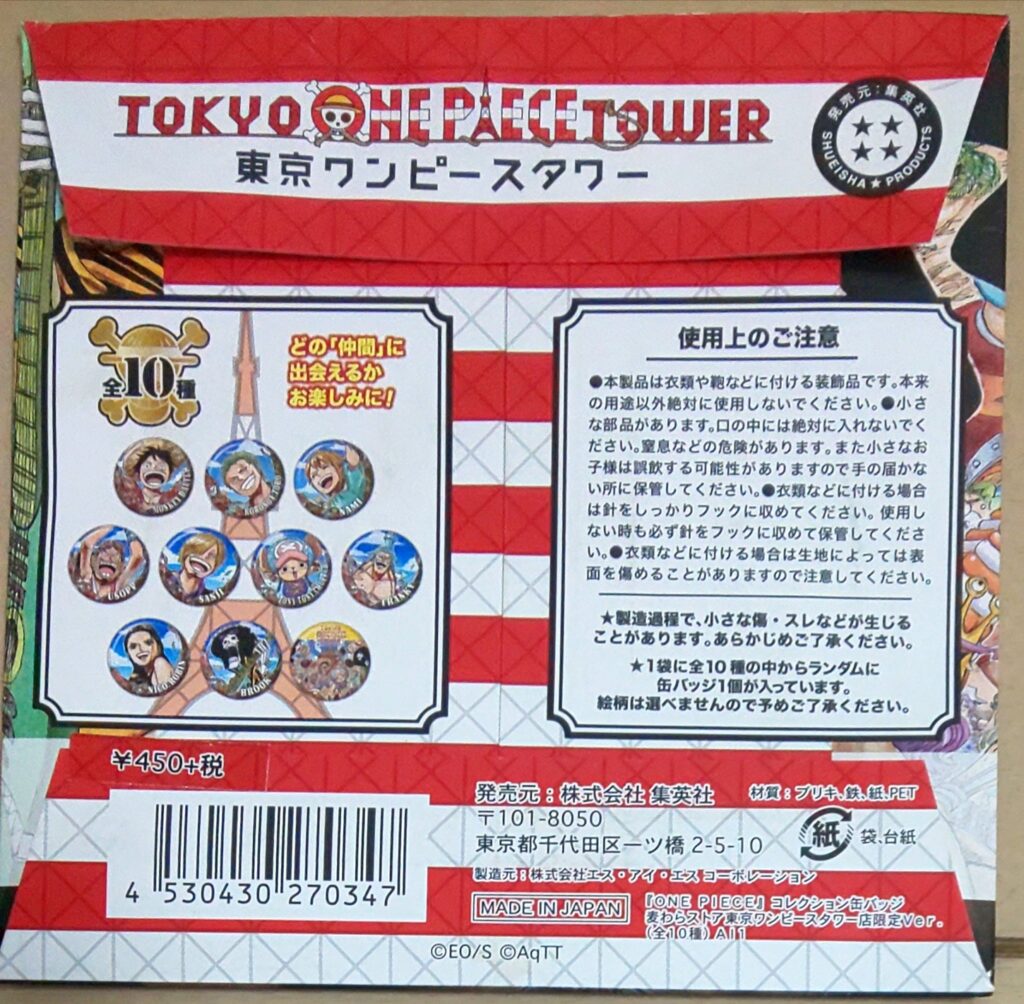 TOKYO ONE PIECE TOWER
東京ワンピースタワー
発売元:集英社
SHUEISHA★PRODUCTS
全10種
どの「仲間」に
出会えるか
お楽しみに!
MONKEY.D.LUFFY
RORONOA ZORO
NAMI
USOPP
SANJI
TONY TONY
FRANKY
NICO ROBIN
BROOK
使用上のご注意
●本製品は衣類や鞄などに付ける装飾品です。本来
の用途以外絶対に使用しないでください。●小さ
な部品があります。口の中には絶対に入れないでく
ださい。窒息などの危険があります。また小さなお
子様は誤飲する可能性がありますので手の届かな
い所に保管してください。●衣類などに付ける場合
は針をしっかりフックに収めてください。使用し
ない時も必ず針をフックに収めて保管してくださ
い。●衣類などに付ける場合は生地によっては表
面を傷めることがありますので注意してください。
★製造過程で、小さな傷・スレなどが生じる
ことがあります。あらかじめご了承ください。
★1袋に全10種の中からランダムに
缶バッジ1個が入っています。
絵柄は選べませんので予めご了承ください。
¥450+税
4 530430 270347
発売元:株式会社 集英社
〒101-8050
東京都千代田区一ツ橋 2-5-10
材質:ブリキ、鉄、紙、PET
紙 袋、台紙
製造元:株式会社エス・アイ・エス コーポレーション
MADE IN JAPAN
『ONE PIECE』コレクション缶バッジ
麦わらストア東京ワンピースタワー店限定Ver.
(全10種) A11
©EO/S ©AqTT